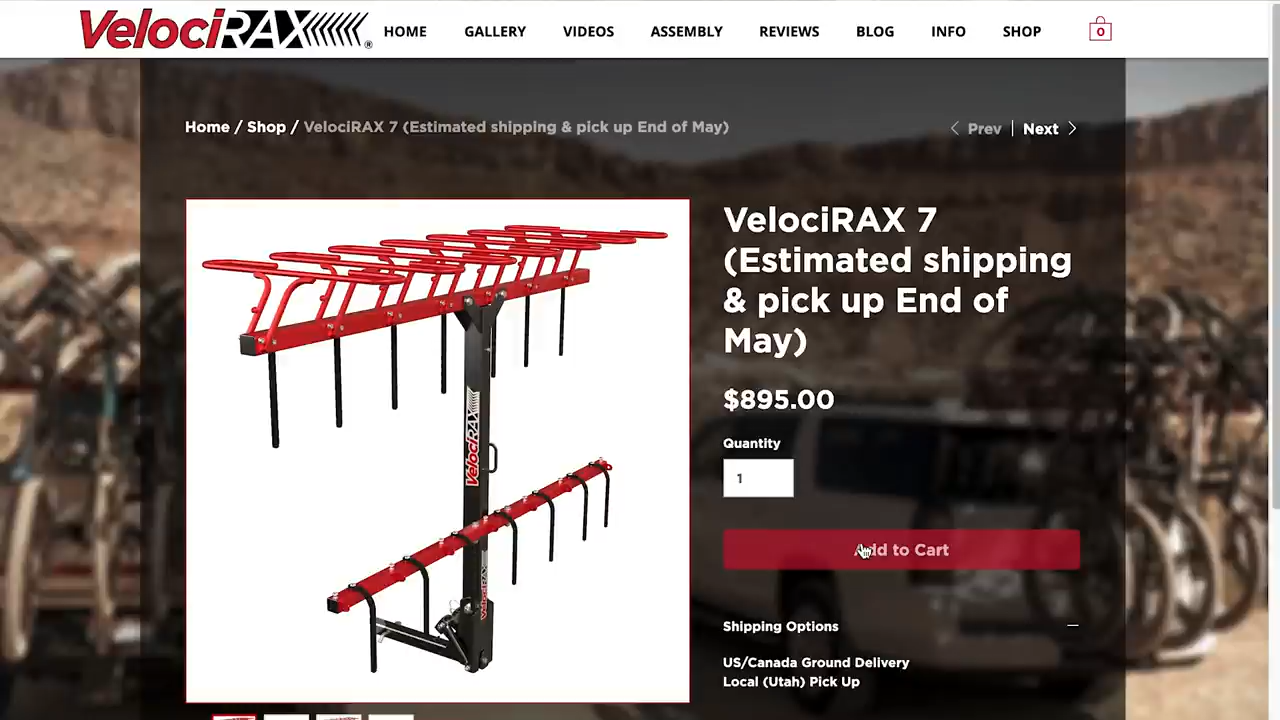 VelociRAX®
HOME GALLERY VIDEOS ASSEMBLY REVIEWS BLOG INFO SHOP 0
Home / Shop / VelociRAX 7 (Estimated shipping & pick up End of May)
Prev | Next
VelociRAX 7
(Estimated shipping
& pick up End of
May)
$895.00
Quantity
1
Add to Cart
Shipping Options
US/Canada Ground Delivery
Local (Utah) Pick Up
VelociRAX
VelociRAX